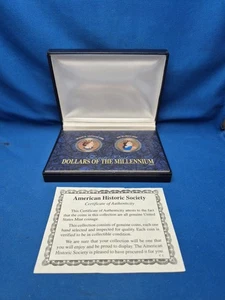 DOLLARS OF THE MILLENNIUM
American Historic Society
Certificate of Authenticity
This Certificate of Authenticity attests to the fact
that the coins in this collection are all genuine United
States Mint coinage.
This collection consists of genuine coins, each one
hand selected and inspected for quality. Each coin is
verified to be in collectible condition.
We are sure that your collection will be one that
you will enjoy and be proud to display. The American
Historic Society is pleased to have procured it for you.